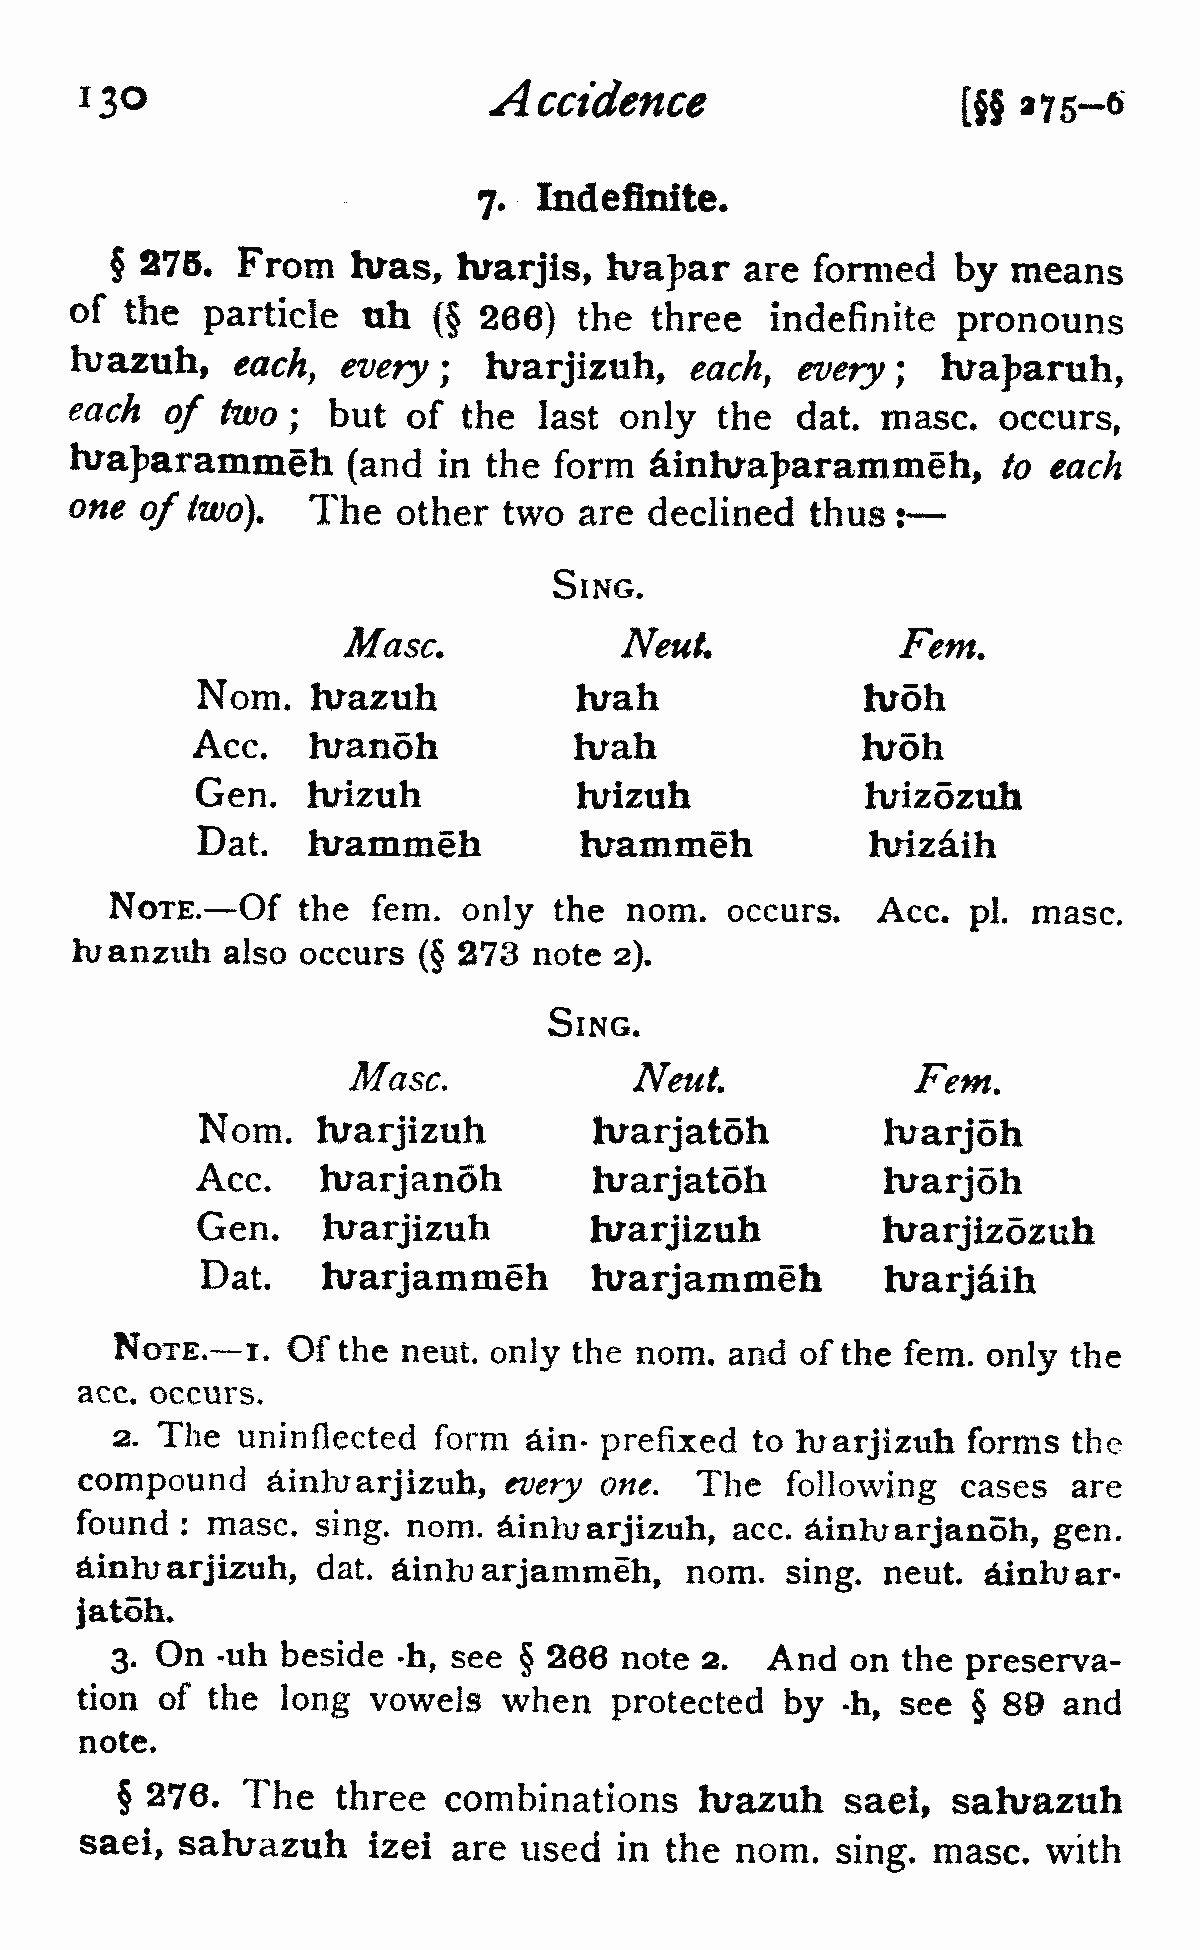 130 Accidence [§§ 275–6
7. Indefinite.
§ 275. From ƕas, ƕarjis, ƕaþar are formed by means
of the particle uh (§ 266) the three indefinite pronouns
ƕazuh, each, every; ƕarjizuh, each, every; ƕaþaruh,
each of two; but of the last only the dat. masc. occurs,
ƕaþarammēh (and in the form áinƕaþarammēh, to each
one of two). The other two are declined thus:—
Sing.
Masc. Neut. Fem.
Nom. ƕazuh ƕah ƕōh
Acc. ƕanōh ƕah ƕōh
Gen. ƕizuh ƕizuh ƕizōzuh
Dat. ƕammēh ƕammēh ƕizáih
Note.—Of the fem. only the nom. occurs. Acc. pl. masc.
ƕanzuh also occurs (§ 273 note 2).
Sing.
Masc. Neut. Fem.
Nom. ƕarjizuh ƕarjatōh ƕarjōh
Acc. ƕarjanōh ƕarjatōh ƕarjōh
Gen. ƕarjizuh ƕarjizuh ƕarjizōzuh
Dat. ƕarjammēh ƕarjammēh ƕarjáih
Note.—1. Of the neut. only the nom. and of the fem. only the
acc. occurs.
2. The uninflected form áin- prefixed to ƕarjizuh forms the
compound áinƕarjizuh, every one. The following cases are
found: masc. sing. nom. áinƕarjizuh, acc. áinƕarjanōh, gen.
áinƕarjizuh, dat. áinƕarjammēh, nom. sing. neut. áinƕar-
jatōh.
3. On -uh beside -h, see § 266 note 2. And on the preserva-
tion of the long vowels when protected by -h, see § 89 and
note.
§ 276. The three combinations ƕazuh saei, saƕazuh
saei, saƕazuh izei are used in the nom. sing. masc. with